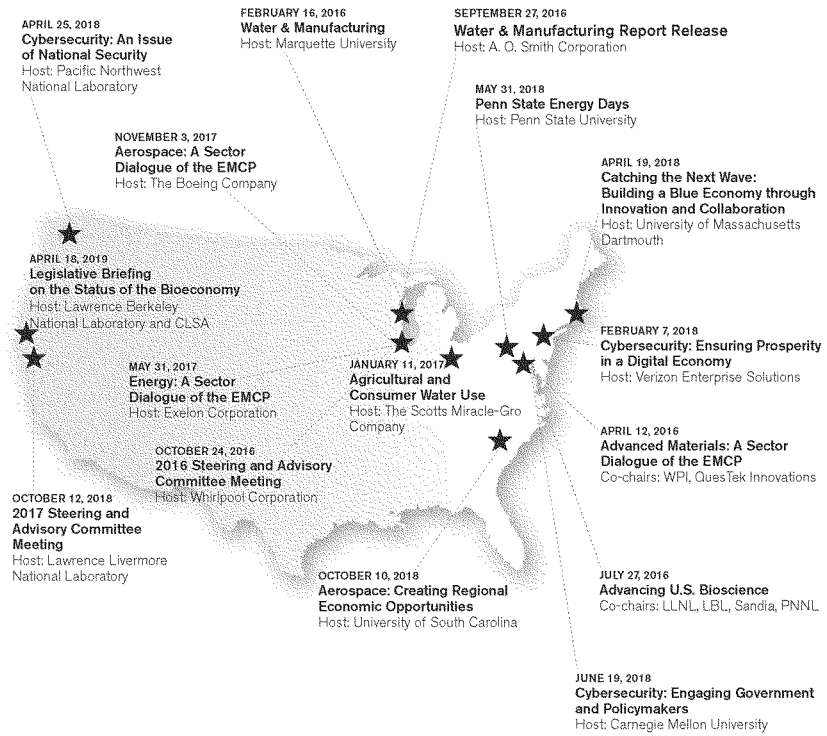 APRIL 25, 2018
Cybersecurity: An Issue
of National Security
Host: Pacific Northwest
National Laboratory
FEBRUARY 16, 2016
Water & Manufacturing
Host: Marquette University
SEPTEMBER 27, 2016
Water & Manufacturing Report Release
Host: A. O. Smith Corporation
MAY 31, 2018
Penn State Energy Days
Host: Penn State University
NOVEMBER 3, 2017
Aerospace: A Sector
Dialogue of the EMCP
Host: The Boeing Company
APRIL 19, 2018
Catching the Next Wave:
Building a Blue Economy through
Innovation and Collaboration
Host: University of Massachusetts
Dartmouth
APRIL 18, 2019
Legislative Briefing
on the Status of the Bioeconomy
Host: Lawrence Berkeley
National Laboratory and CLSA
FEBRUARY 7, 2018
Cybersecurity: Ensuring Prosperity
in a Digital Economy
Host: Verizon Enterprise Solutions
MAY 31, 2017
Energy: A Sector
Dialogue of the EMCP
Host: Exelon Corporation
JANUARY 11, 2017
Agricultural and
Consumer Water Use
Host: The Scotts Miracle-Gro
Company
APRIL 12, 2016
Advanced Materials: A Sector
Dialogue of the EMCP
Co-chairs: WPI, QuesTek Innovations
OCTOBER 24, 2016
2016 Steering and Advisory
Committee Meeting
Host: Whirlpool Corporation
OCTOBER 12, 2018
2017 Steering and
Advisory Committee
Meeting
Host: Lawrence Livermore
National Laboratory
OCTOBER 10, 2018
Aerospace: Creating Regional
Economic Opportunities
Host: University of South Carolina
JULY 27, 2016
Advancing U.S. Bioscience
Co-chairs: LLNL, LBL, Sandia, PNNL
JUNE 19, 2018
Cybersecurity: Engaging Government
and Policymakers
Host: Carnegie Mellon University